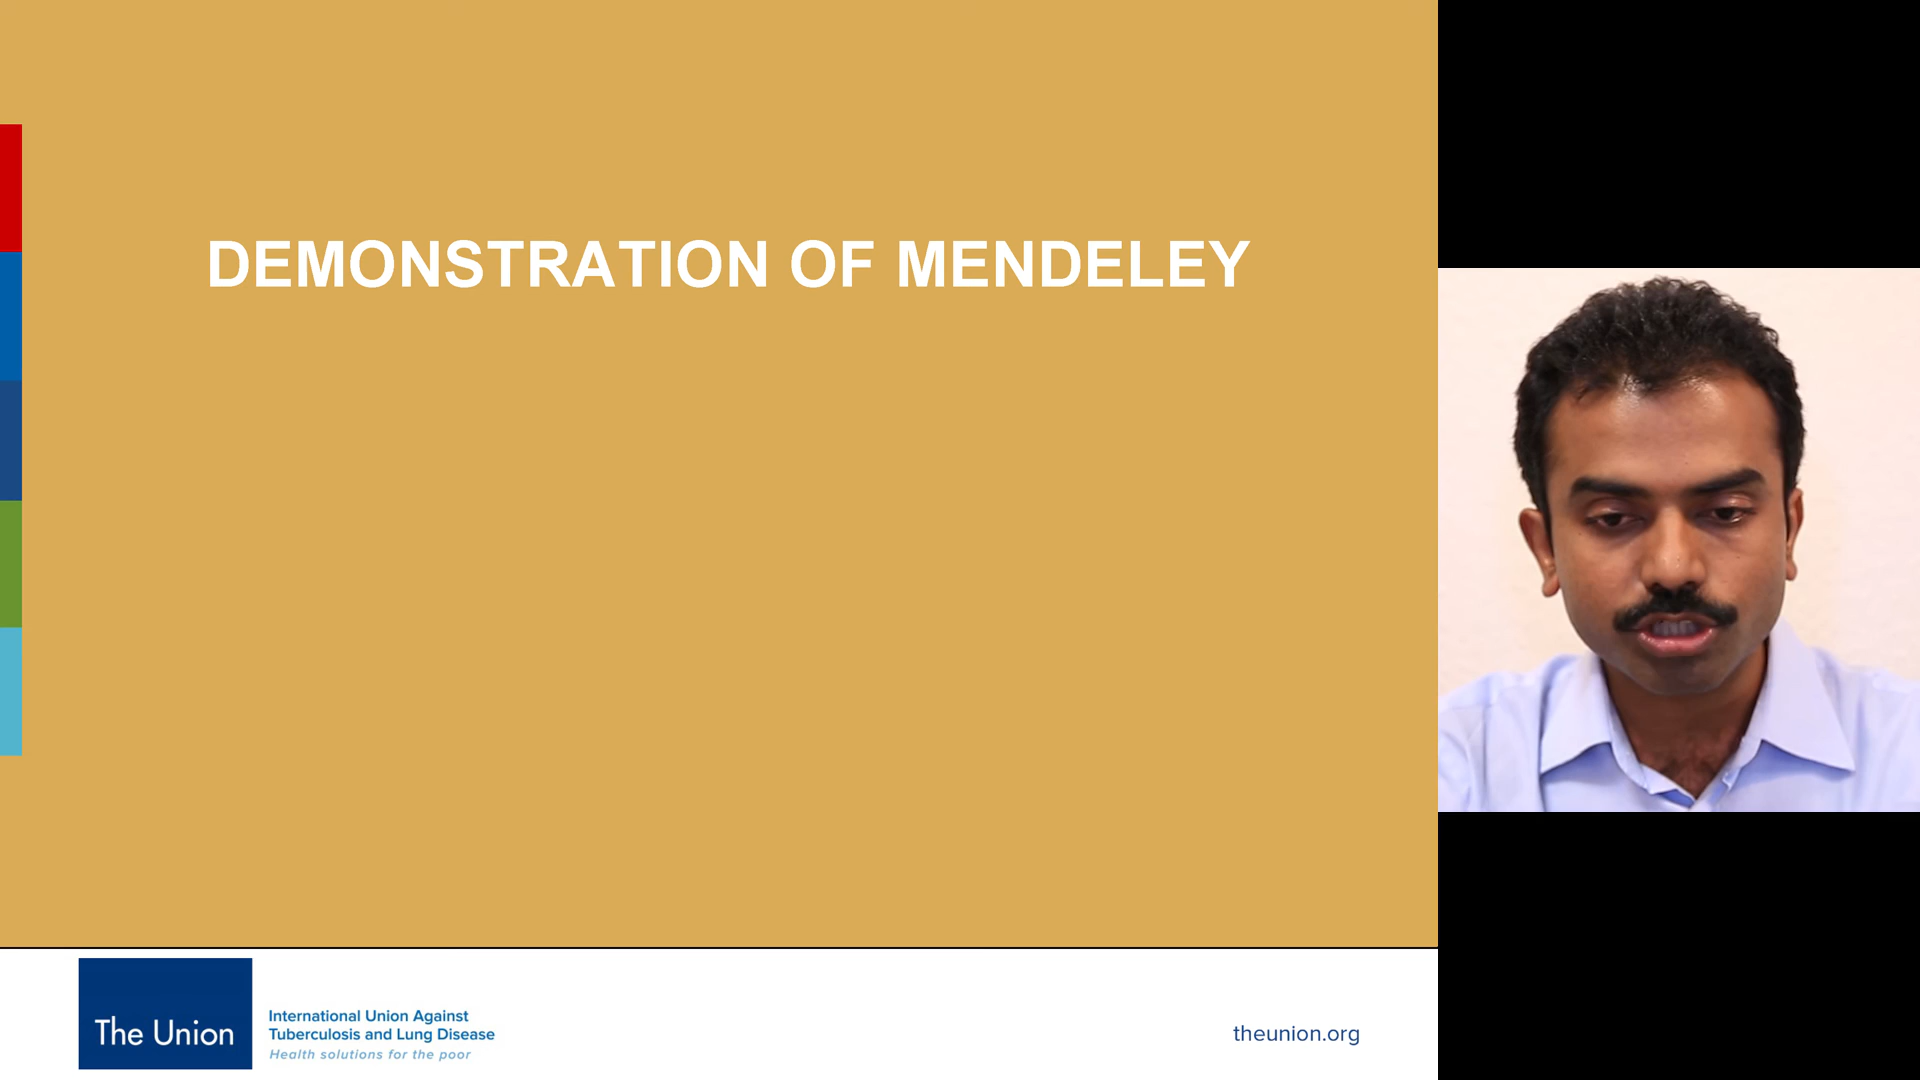 DEMONSTRATION OF MENDELEY
The Union
International Union Against
Tuberculosis and Lung Disease
Health solutions for the poor
theunion.org